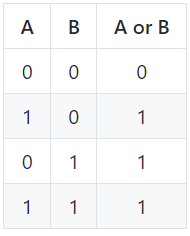 A B A or B
0 0 0
1 0 1
0 1 1
1 1 1